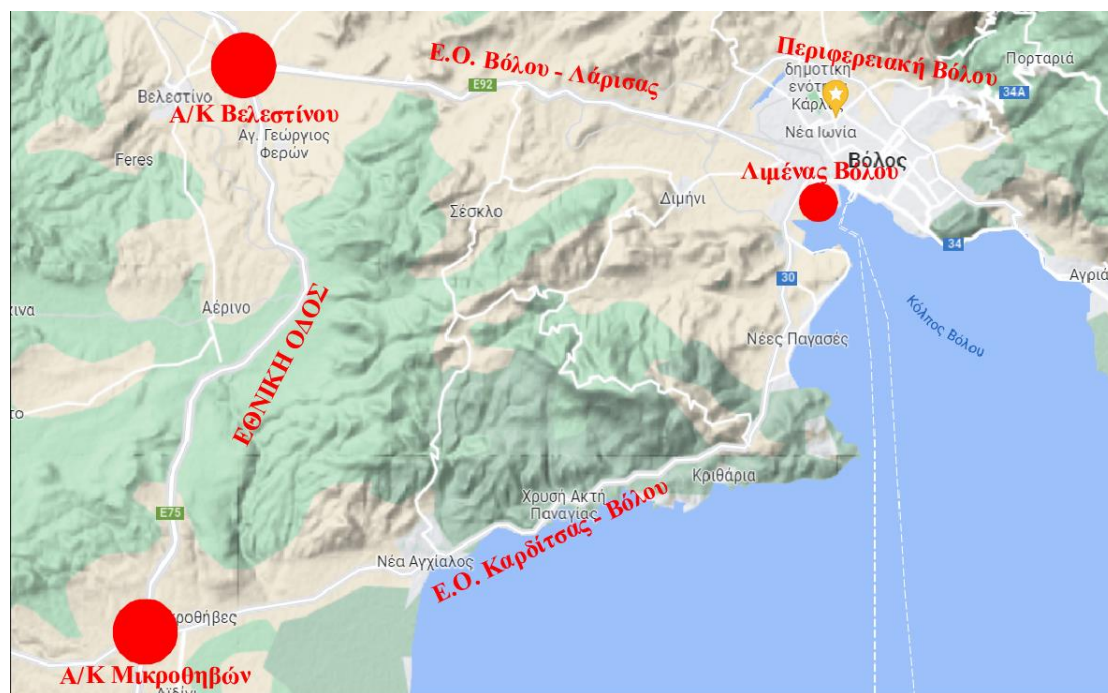 Ε.Ο. Βόλου - Λάρισας
Περιφερειακή Βόλου
Πορταριά
δημοτική
ενότητα
Κάρλας
E92
34A
Βελεστίνο
Α/Κ Βελεστίνου
Αγ. Γεώργιος
Φερών
Feres
Νέα Ιωνία
Βόλος
Λιμένας Βόλου
Διμήνι
Σέσκλο
34
Αγριά
30
Αέρινο
Κόλπος Βόλου
Νέες Παγασές
ΕΘΝΙΚΗ ΟΔΟΣ
Κριθάρια
Χρυσή Ακτή
Παναγίας
E75
Ε.Ο. Καρδίτσας - Βόλου
Νέα Αγχίαλος
Α/Κ Μικροθηβών